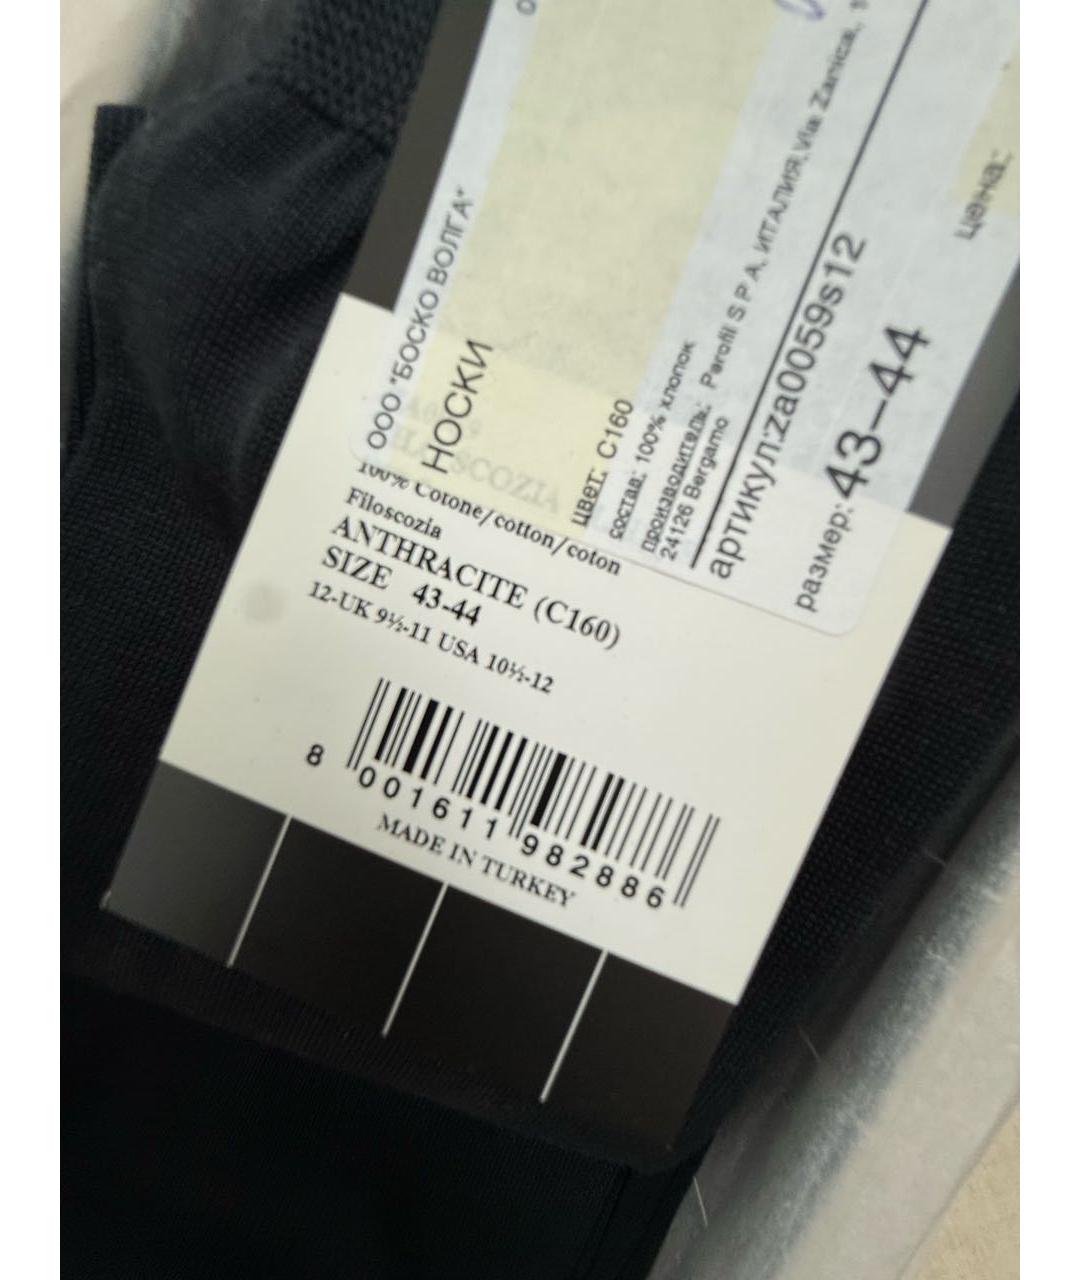 ООО "БОСКО ВОЛГА"
НОСКИ
цвет: C160
состав: 100% хлопок
производитель: Parofil S P A, ИТАЛИЯ, Via Zanica,
24126 Bergamo
артикул:za0059s12
размер: 43-44
цена:
100% Cotone/cotton/coton
Filoscozia
ANTHRACITE (C160)
SIZE 43-44
12-UK 9½-11 USA 10½-12
8 001611 982886
MADE IN TURKEY